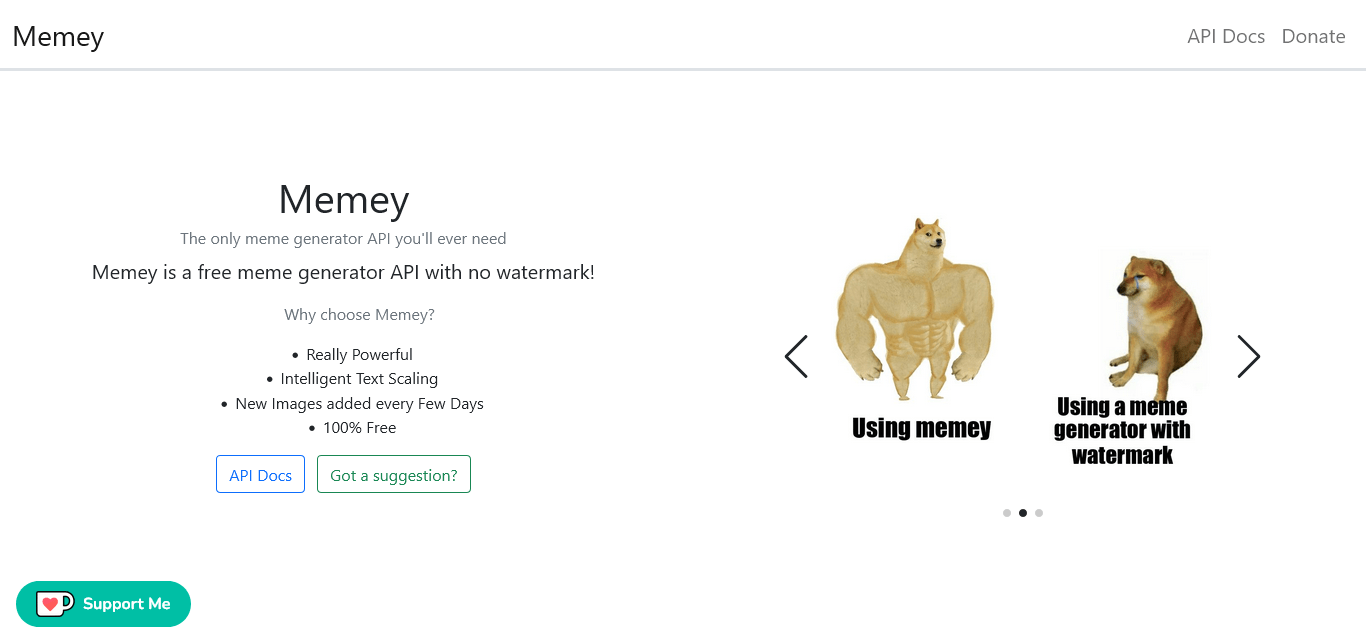 Memey
API Docs Donate
Memey
The only meme generator API you'll ever need
Memey is a free meme generator API with no watermark!
Why choose Memey?
• Really Powerful
• Intelligent Text Scaling
• New Images added every Few Days
• 100% Free
API Docs
Got a suggestion?
Using memey
Using a meme
generator with
watermark
Support Me